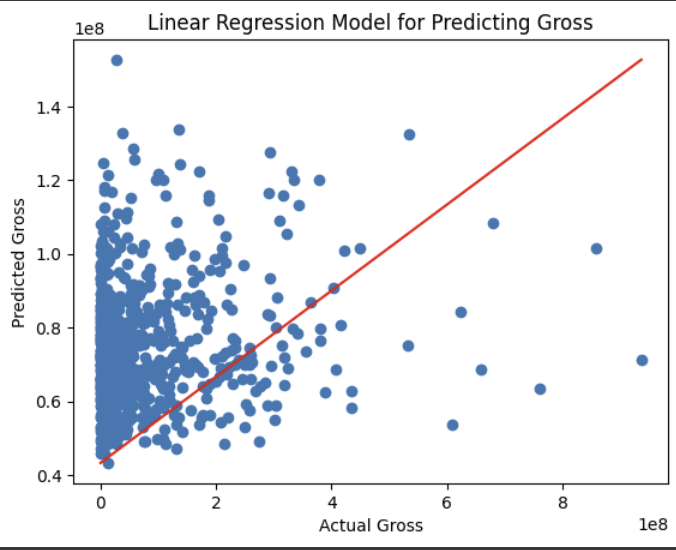 Linear Regression Model for Predicting Gross
1e8
1.4
1.2
1.0
0.8
0.6
0.4
Predicted Gross
0 2 4 6 8
1e8
Actual Gross